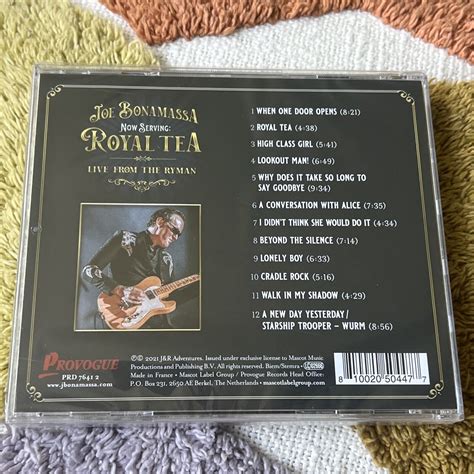 Joe Bonamassa
Now Serving:
Royal Tea
Live from the Ryman
1 When One Door Opens (8:21)
2 Royal Tea (4:38)
3 High Class Girl (5:41)
4 Lookout Man! (6:49)
5 Why Does It Take So Long to
Say Goodbye (9:34)
6 A Conversation with Alice (7:35)
7 I Didn't Think She Would Do It (4:34)
8 Beyond the Silence (7:14)
9 Lonely Boy (6:33)
10 Cradle Rock (5:16)
11 Walk in My Shadow (4:29)
12 A New Day Yesterday/
Starship Trooper – Wurm (8:56)
Provogue
PRD 7641 2
www.jbonamassa.com
℗ © 2021 J&R Adventures. Issued under exclusive license to Mascot Music
Productions and Publishing B.V. All rights reserved. Biem/Stemra
Made in France • Mascot Label Group / Provogue Records Head Office:
P.O. Box 231, 2650 AE Berkel, The Netherlands • mascotlabelgroup.com
8 10020 50447 7